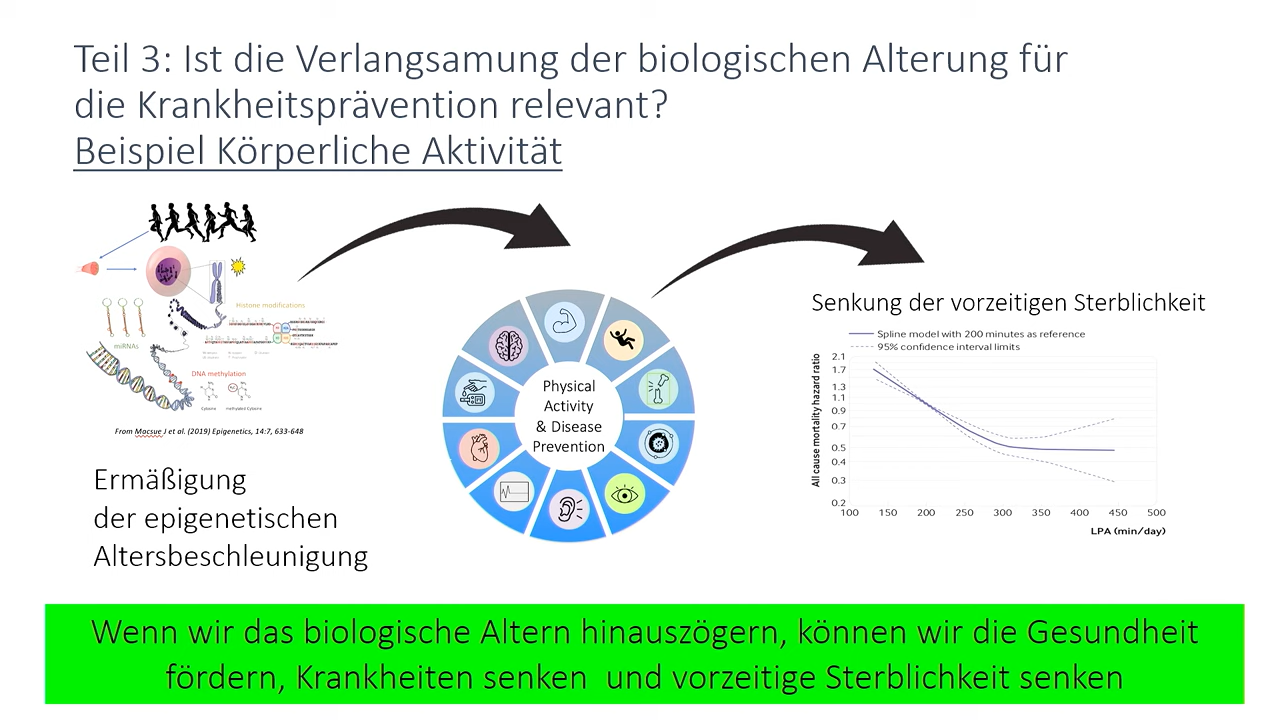 Teil 3: Ist die Verlangsamung der biologischen Alterung für
die Krankheitsprävention relevant?
Beispiel Körperliche Aktivität
Histone modifications
miRNAs
DNA methylation
Cytosine
methylated Cytosine
From Mocsue J et al. (2019) Epigenetics, 14:7, 633-648
Ermäßigung
der epigenetischen
Altersbeschleunigung
Physical
Activity
& Disease
Prevention
Senkung der vorzeitigen Sterblichkeit
Spline model with 200 minutes as reference
95% confidence interval limits
All cause mortality hazard ratio
2.1
1.7
1.3
1.1
0.9
0.7
0.5
0.4
0.3
0.2
100 150 200 250 300 350 400 450 500
LPA (min/day)
Wenn wir das biologische Altern hinauszögern, können wir die Gesundheit
fördern, Krankheiten senken und vorzeitige Sterblichkeit senken